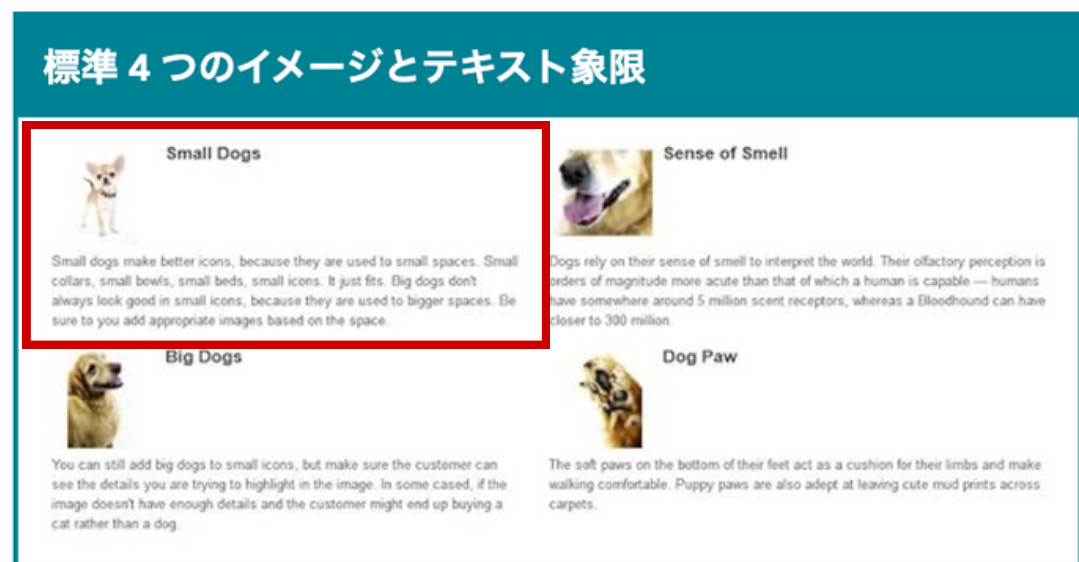 標準 4 つのイメージとテキスト象限
Small Dogs
Small dogs make better icons, because they are used to small spaces. Small
collars, small bowls, small beds, small icons. It just fits. Big dogs don't
always look good in small icons, because they are used to bigger spaces. Be
sure to you add appropriate images based on the space.
Sense of Smell
Dogs rely on their sense of smell to interpret the world. Their olfactory perception is
orders of magnitude more acute than that of which a human is capable — humans
have somewhere around 5 million scent receptors, whereas a Bloodhound can have
closer to 300 million.
Big Dogs
You can still add big dogs to small icons, but make sure the customer can
see the details you are trying to highlight in the image. In some cased, if the
image doesn't have enough details and the customer might end up buying a
cat rather than a dog.
Dog Paw
The soft paws on the bottom of their feet act as a cushion for their limbs and make
walking comfortable. Puppy paws are also adept at leaving cute mud prints across
carpets.